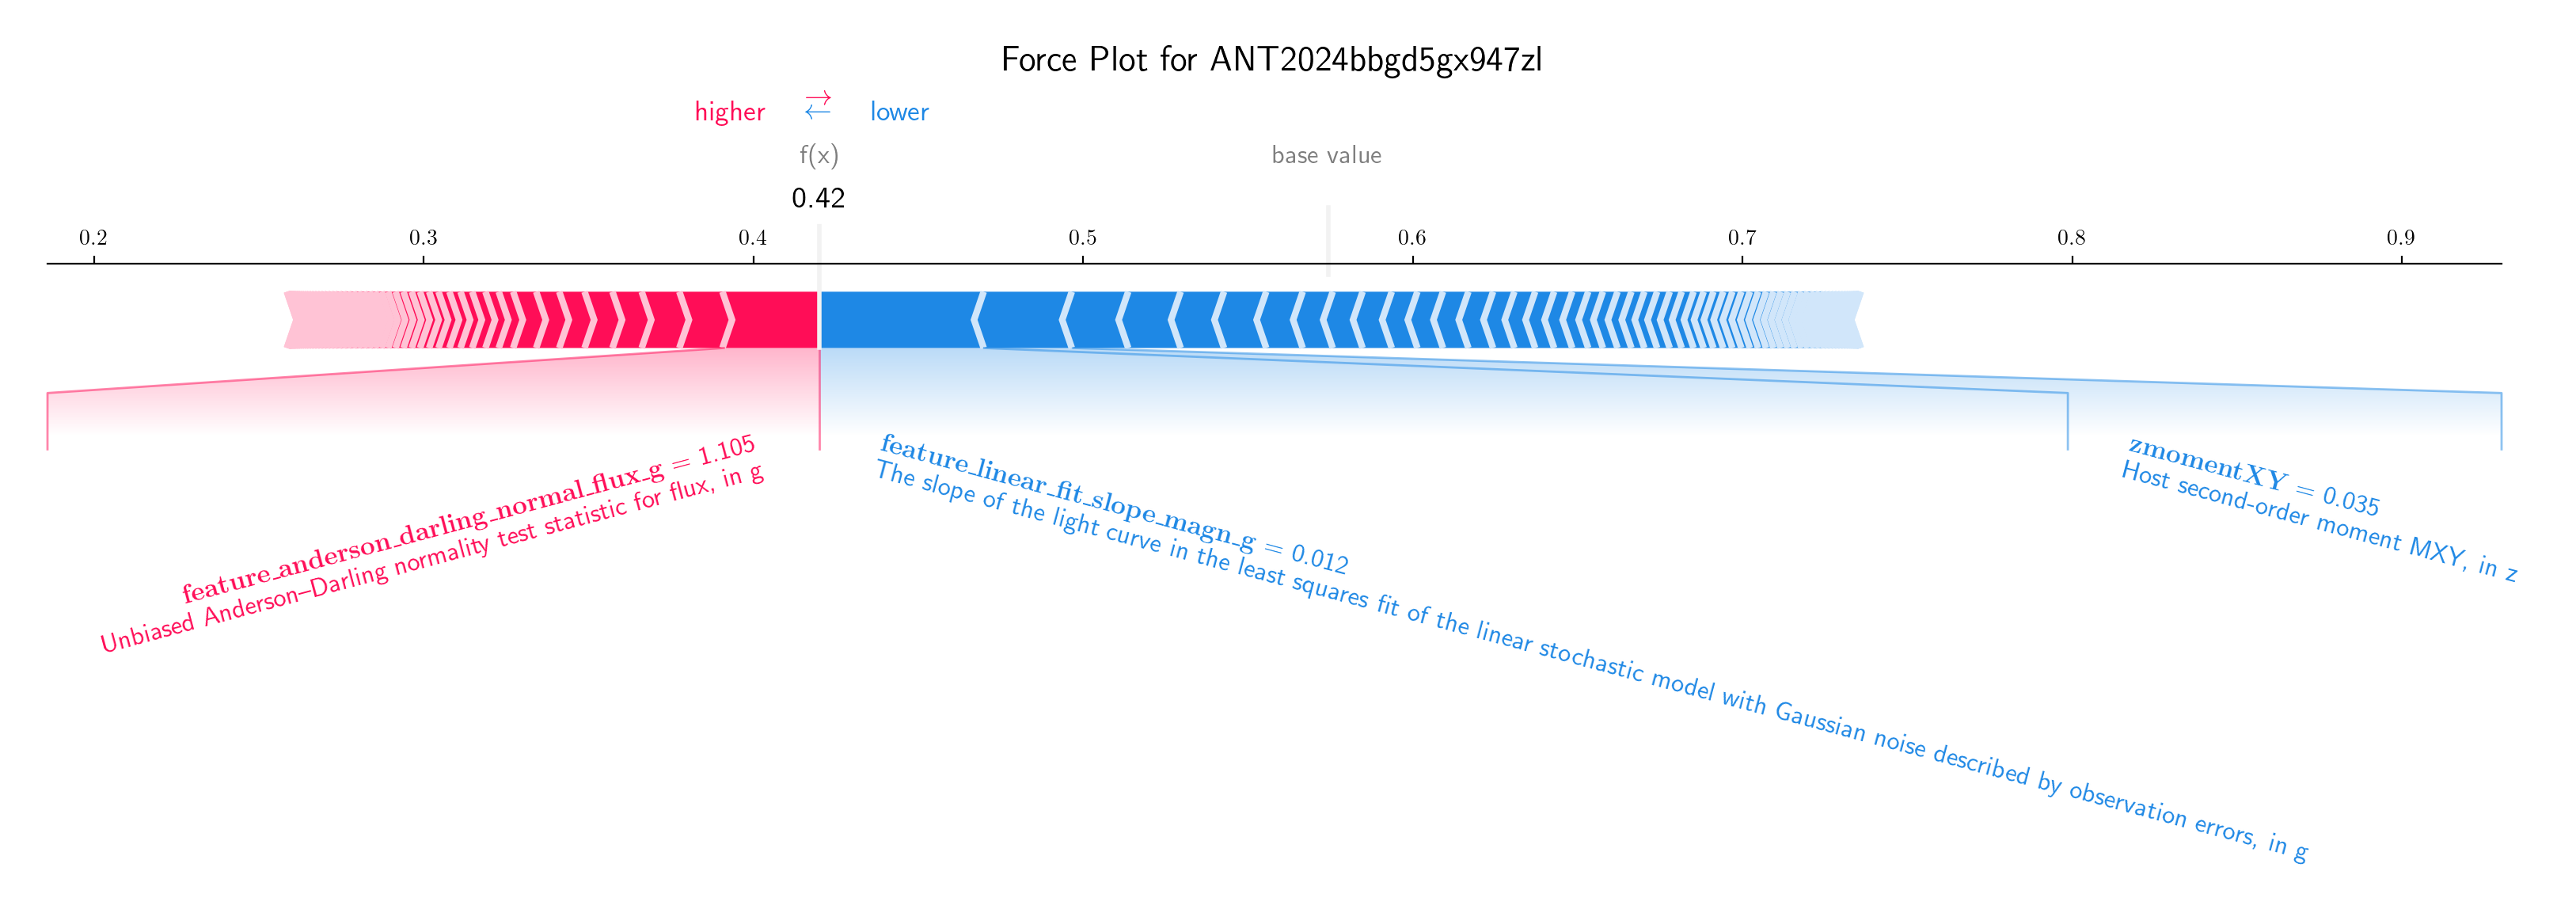 Force Plot for ANT2024bbgd5gx947zl
higher → ← lower
f(x) base value
0.42
0.2 0.3 0.4 0.5 0.6 0.7 0.8 0.9
feature_anderson_darling_normal_flux_g = 1.105
Unbiased Anderson–Darling normality test statistic for flux, in g
feature_linear_fit_slope_magn_g = 0.012
The slope of the light curve in the least squares fit of the linear stochastic model with Gaussian noise described by observation errors, in g
zmomentXY = 0.035
Host second-order moment MXY, in z